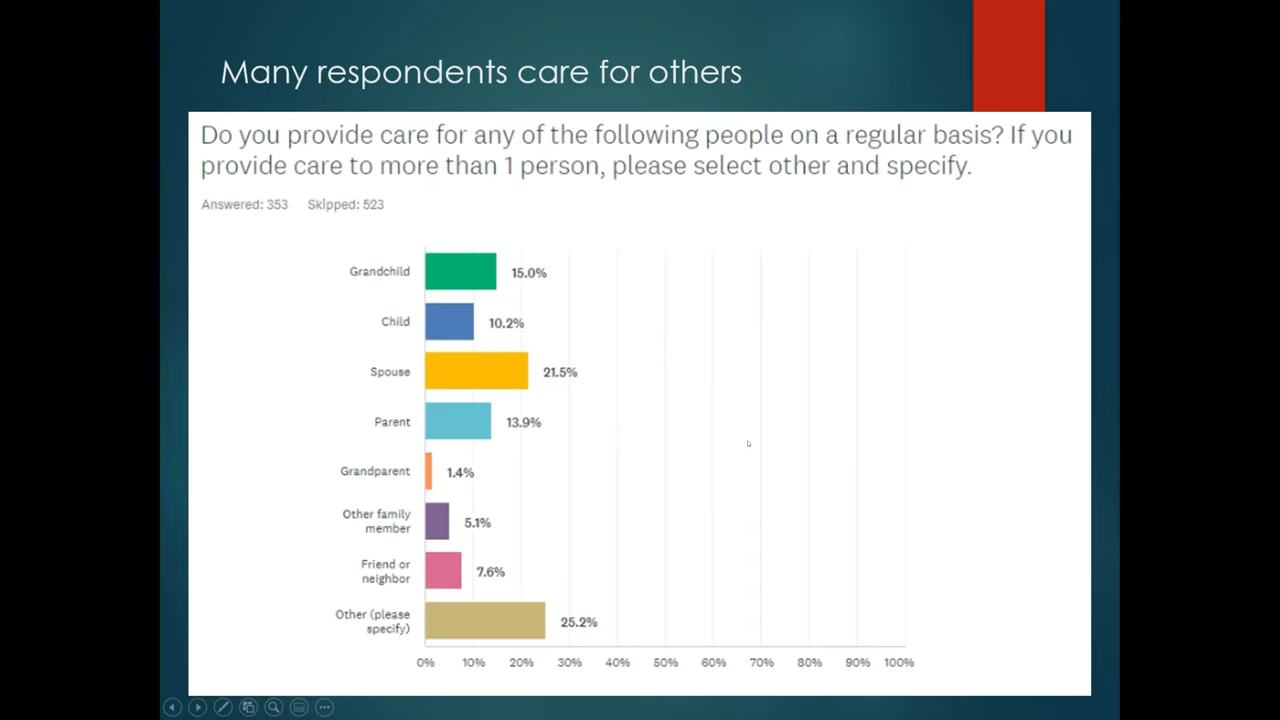 Many respondents care for others
Do you provide care for any of the following people on a regular basis? If you
provide care to more than 1 person, please select other and specify.
Answered: 353 Skipped: 523
Grandchild 15.0%
Child 10.2%
Spouse 21.5%
Parent 13.9%
Grandparent 1.4%
Other family
member 5.1%
Friend or
neighbor 7.6%
Other (please
specify) 25.2%
0% 10% 20% 30% 40% 50% 60% 70% 80% 90% 100%